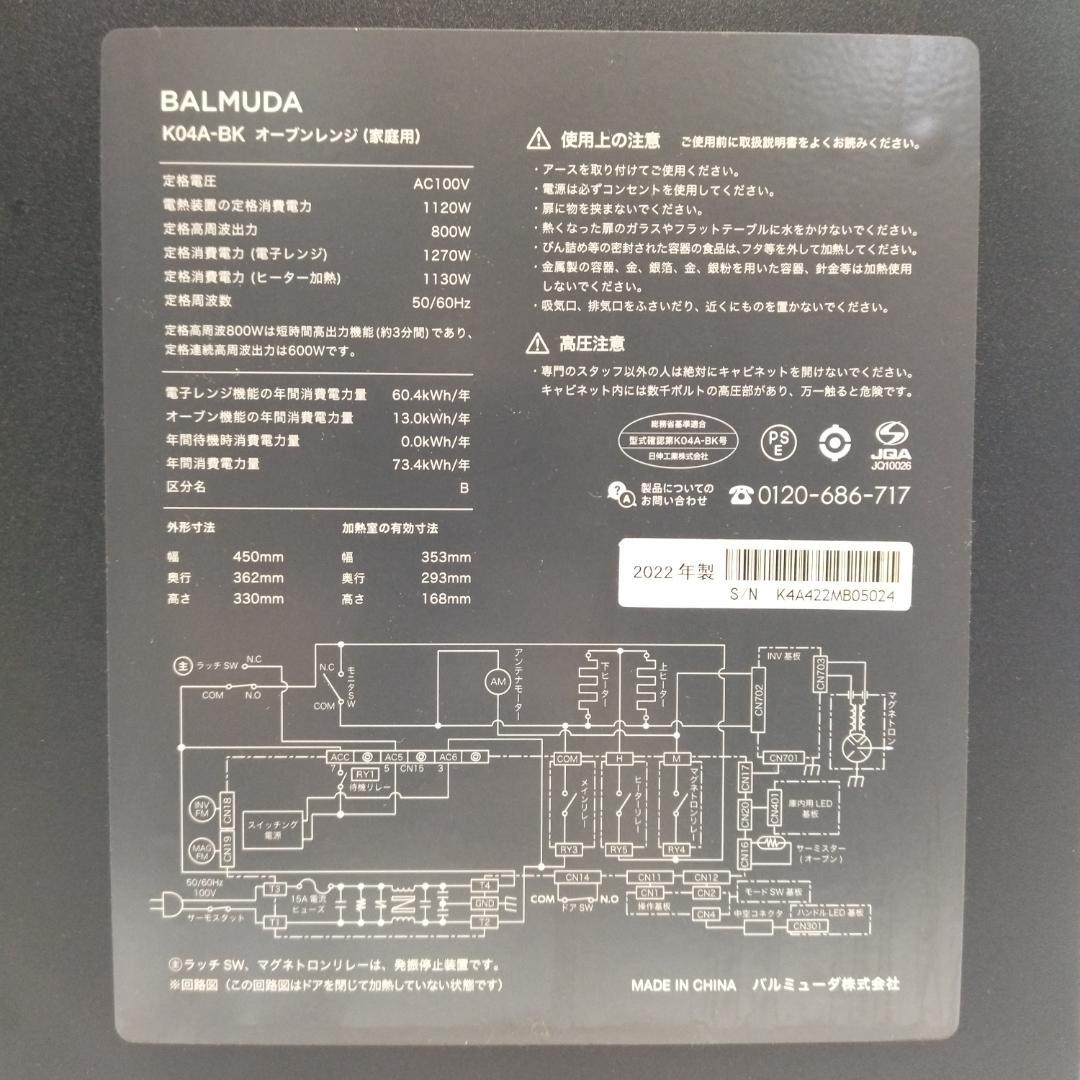 BALMUDA
K04A-BK オーブンレンジ（家庭用）
定格電圧 AC100V
電熱装置の定格消費電力 1120W
定格高周波出力 800W
定格消費電力（電子レンジ） 1270W
定格消費電力（ヒーター加熱） 1130W
定格周波数 50/60Hz
定格高周波800Wは短時間高出力機能（約3分間）であり、
定格連続高周波出力は600Wです。
電子レンジ機能の年間消費電力量 60.4kWh/年
オーブン機能の年間消費電力量 13.0kWh/年
年間待機時消費電力量 0.0kWh/年
年間消費電力量 73.4kWh/年
区分名 B
外形寸法 加熱室の有効寸法
幅 450mm 幅 353mm
奥行 362mm 奥行 293mm
高さ 330mm 高さ 168mm
使用上の注意 ご使用前に取扱説明書をよくお読みください。
・アースを取り付けてご使用ください。
・電源は必ずコンセントを使用してください。
・扉に物を挟まないでください。
・熱くなった扉のガラスやフラットテーブルに水をかけないでください。
・びん詰め等の密封された容器の食品は、フタ等を外して加熱してください。
・金属製の容器、金、銀箔、金、銀粉を用いた容器、針金等は加熱使用
しないでください。
・吸気口、排気口をふさいだり、近くにものを置かないでください。
高圧注意
・専門のスタッフ以外の人は絶対にキャビネットを開けないでください。
キャビネット内には数千ボルトの高圧部があり、万一触ると危険です。
総務省基準適合
型式確認第K04A-BK号
日伸工業株式会社
PS
E
JQA
JQ10026
?
A
製品についての
お問い合わせ
0120-686-717
2022 年製
S/N K4A422MB05024
主 ラッチSW
N.C
COM
N.O
N.C
モニタSW
COM
アンテナモーター
AM
下ヒーター
上ヒーター
INV 基板
CN702
CN703
CN701
マグネトロン
ACC
AC5
AC6
7
5
CN15
3
RY1
待機リレー
COM
H
M
メインリレー
ヒーターリレー
マグネトロンリレー
RY3
RY5
RY4
INV
FM
MAG
FM
CN18
CN19
スイッチング
電源
CN17
CN20
CN16
CN401
庫内用LED
基板
サーミスター
（オーブン）
50/60Hz
100V
サーモスタット
T3
T1
15A 電流
ヒューズ
T4
GND
T2
CN14
COM
N.O
ドアSW
CN11
CN12
CN1
CN2
操作基板
CN4
モードSW 基板
中空コネクタ
ハンドルLED 基板
CN301
主ラッチSW、マグネトロンリレーは、発振停止装置です。
※回路図（この回路図はドアを閉じて加熱していない状態です）
MADE IN CHINA バルミューダ株式会社